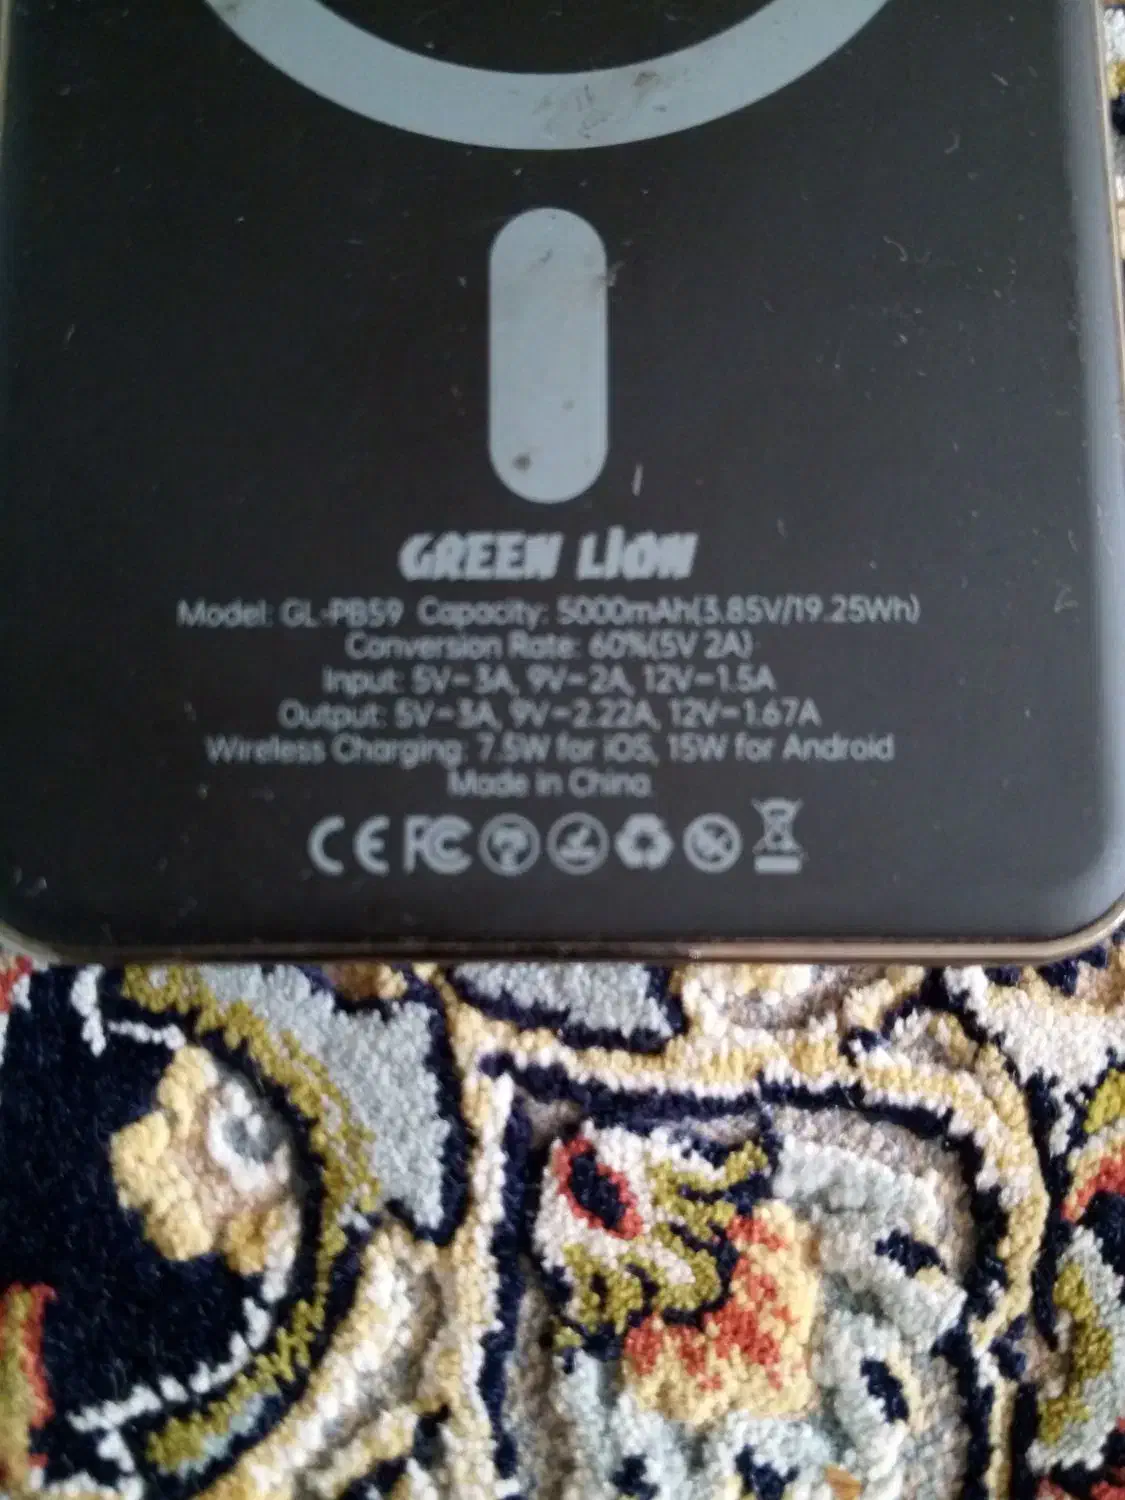 GREEN LiON
Model: GL-PB59 Capacity: 5000mAh(3.85V/19.25Wh)
Conversion Rate: 60%(5V 2A)
Input: 5V-3A, 9V-2A, 12V-1.5A
Output: 5V-3A, 9V-2.22A, 12V-1.67A
Wireless Charging: 7.5W for iOS, 15W for Android
Made in China
CE FC